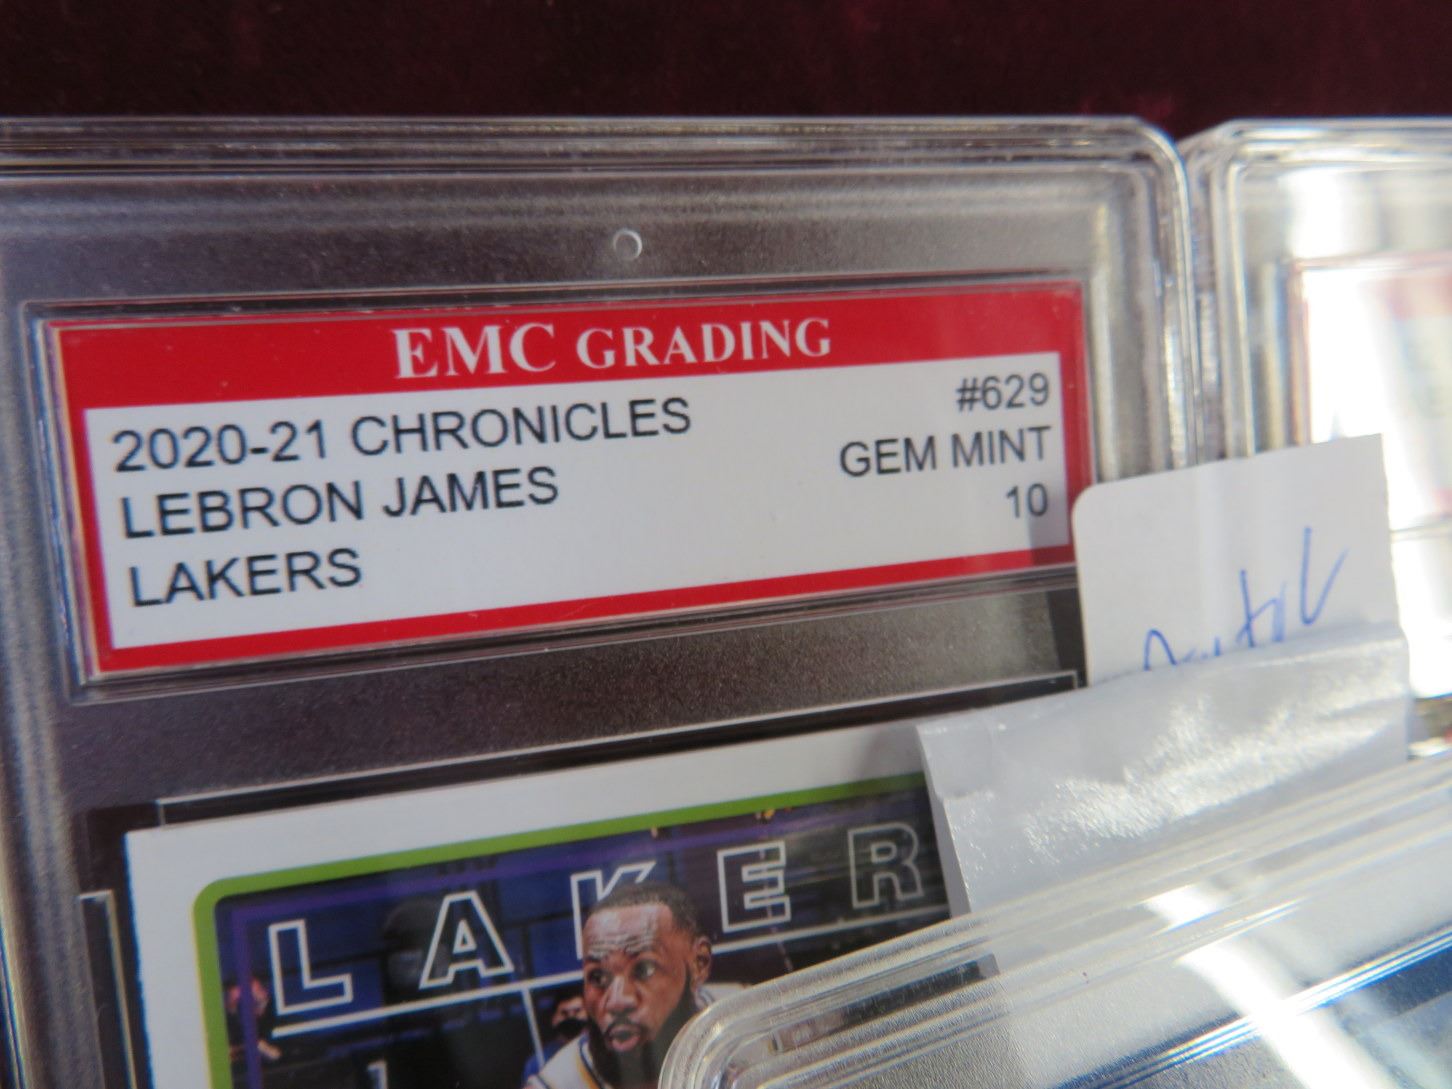 EMC GRADING
2020-21 CHRONICLES
#629
LEBRON JAMES
GEM MINT
LAKERS
10
LAKER